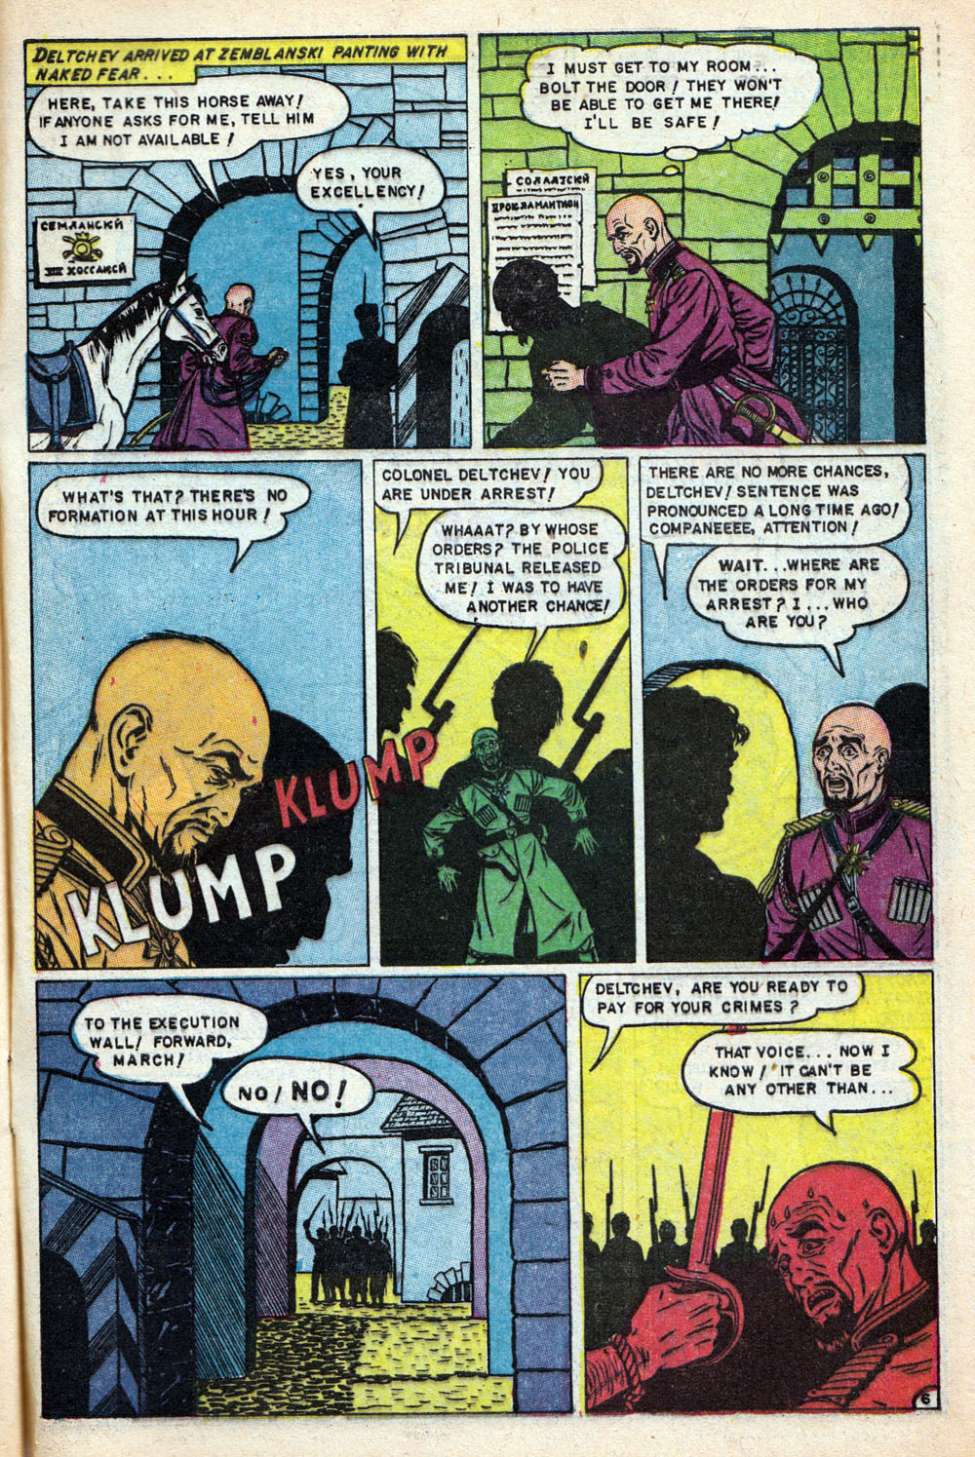 DELTCHEV ARRIVED AT ZEMBLANSKI PANTING WITH
NAKED FEAR...
HERE, TAKE THIS HORSE AWAY!
IF ANYONE ASKS FOR ME, TELL HIM
I AM NOT AVAILABLE!
YES, YOUR
EXCELLENCY!
СЕМЛАНСКЙ
VII ХОССАКСЙ
I MUST GET TO MY ROOM...
BOLT THE DOOR! THEY WON'T
BE ABLE TO GET ME THERE!
I'LL BE SAFE!
СОЛДАТСКЙ
ПРОКЛАМАНТИОН
WHAT'S THAT? THERE'S NO
FORMATION AT THIS HOUR!
KLUMP
KLUMP
COLONEL DELTCHEV! YOU
ARE UNDER ARREST!
WHAAAT? BY WHOSE
ORDERS? THE POLICE
TRIBUNAL RELEASED
ME! I WAS TO HAVE
ANOTHER CHANCE!
THERE ARE NO MORE CHANCES,
DELTCHEV! SENTENCE WAS
PRONOUNCED A LONG TIME AGO!
COMPANEEEE, ATTENTION!
WAIT...WHERE ARE
THE ORDERS FOR MY
ARREST? I...WHO
ARE YOU?
TO THE EXECUTION
WALL! FORWARD,
MARCH!
NO! NO!
DELTCHEV, ARE YOU READY TO
PAY FOR YOUR CRIMES?
THAT VOICE... NOW I
KNOW! IT CAN'T BE
ANY OTHER THAN...
6